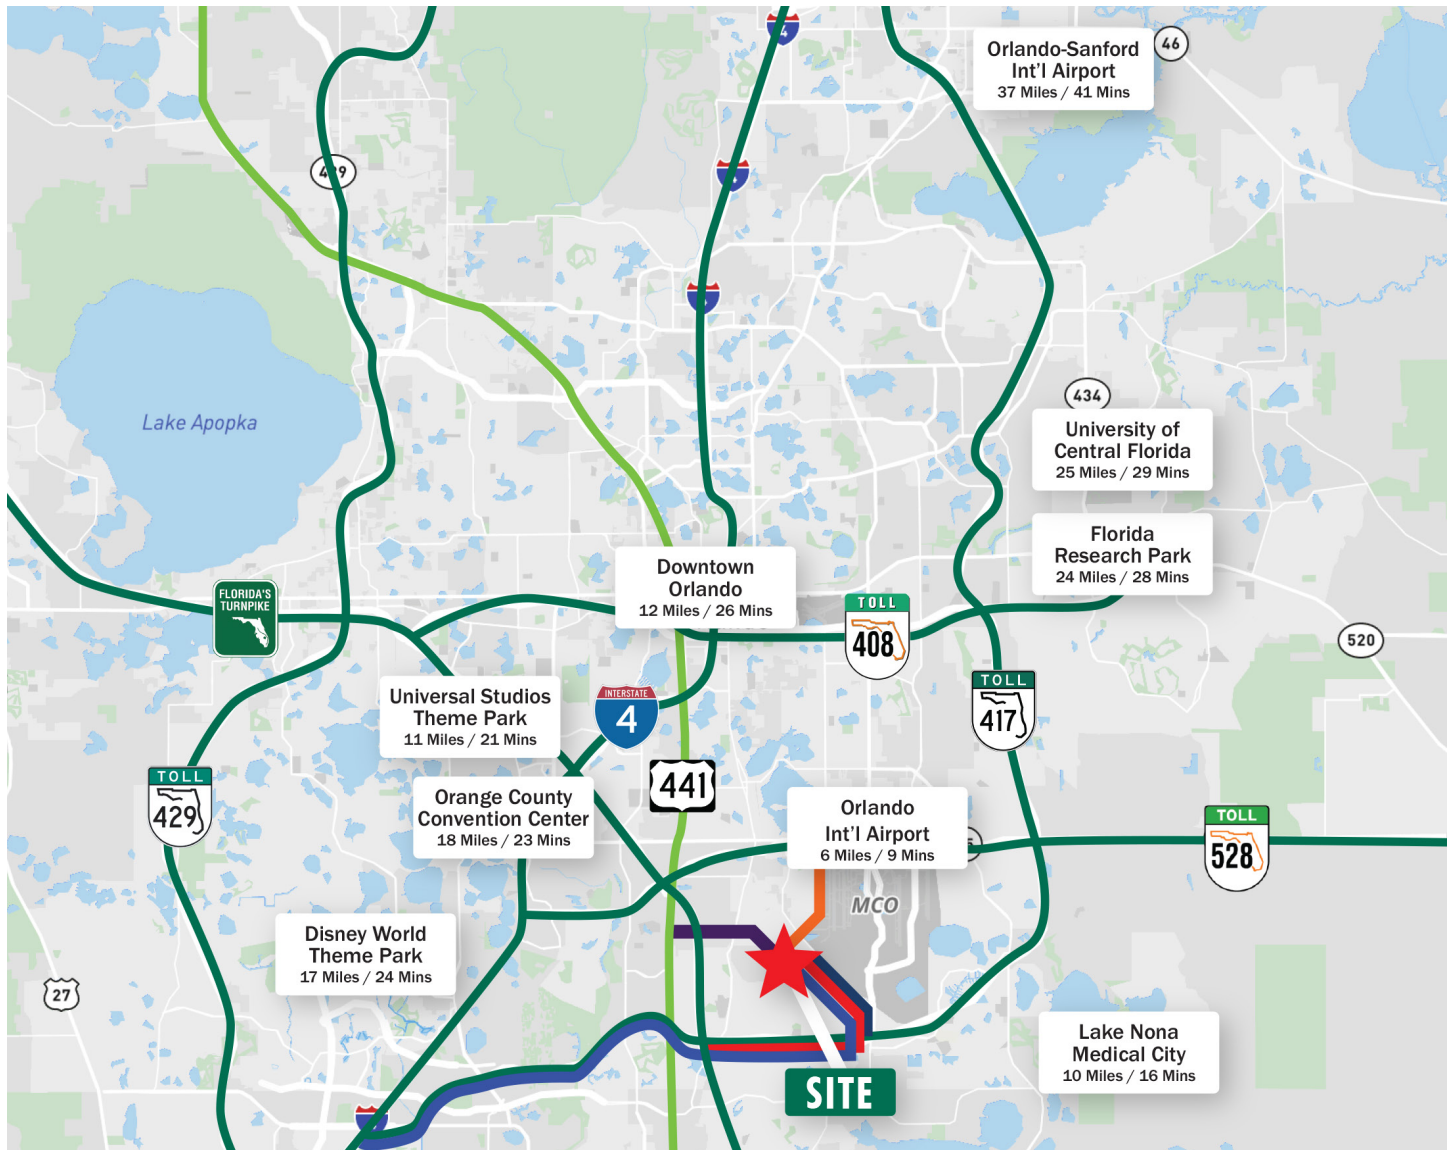 4
Orlando-Sanford
Int'l Airport
37 Miles / 41 Mins
46
429
4
4
434
University of
Central Florida
25 Miles / 29 Mins
Lake Apopka
Florida
Research Park
24 Miles / 28 Mins
Downtown
Orlando
12 Miles / 26 Mins
FLORIDA'S
TURNPIKE
TOLL
408
520
TOLL
417
Universal Studios
Theme Park
11 Miles / 21 Mins
INTERSTATE
4
441
TOLL
429
Orange County
Convention Center
18 Miles / 23 Mins
Orlando
Int'l Airport
6 Miles / 9 Mins
TOLL
528
MCO
Disney World
Theme Park
17 Miles / 24 Mins
27
Lake Nona
Medical City
10 Miles / 16 Mins
SITE